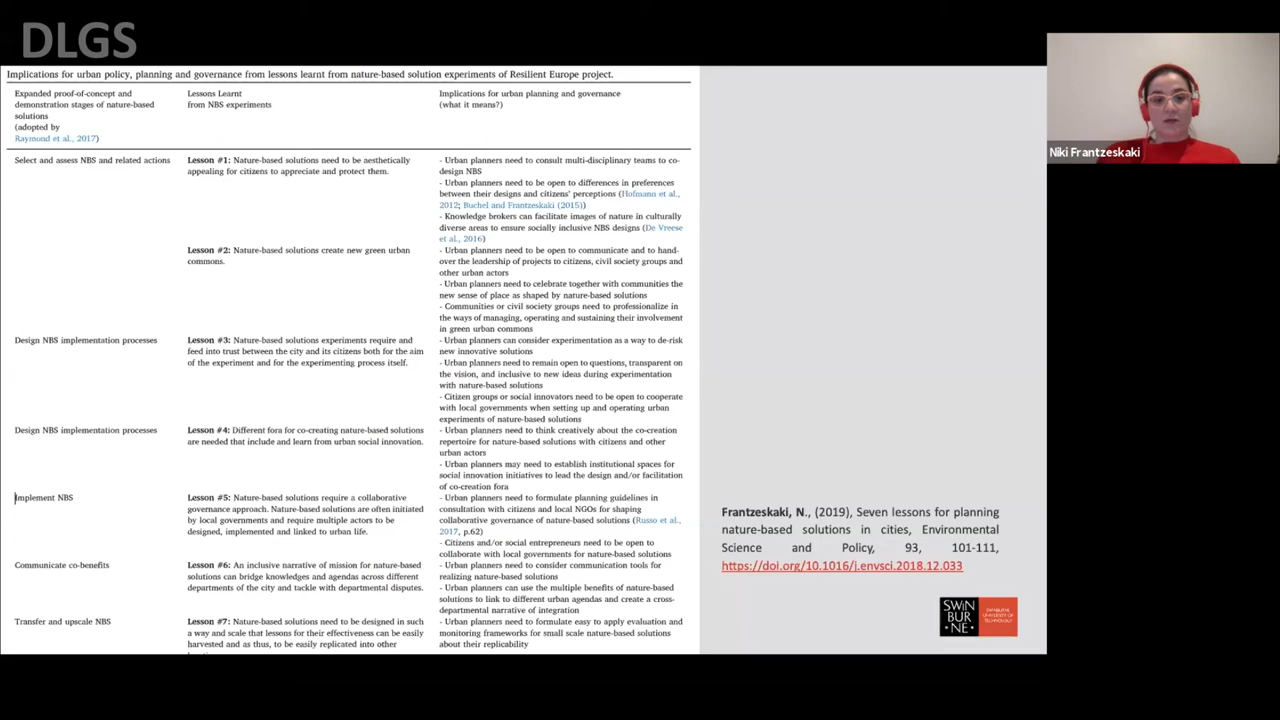 DLGS
Implications for urban policy, planning and governance from lessons learnt from nature-based solution experiments of Resilient Europe project.
Expanded proof-of-concept and
demonstration stages of nature-based
solutions
(adopted by
Raymond et al., 2017)
Lessons Learnt
from NBS experiments
Implications for urban planning and governance
(what it means?)
Select and assess NBS and related actions
Lesson #1: Nature-based solutions need to be aesthetically
appealing for citizens to appreciate and protect them.
- Urban planners need to consult multi-disciplinary teams to co-
design NBS
- Urban planners need to be open to differences in preferences
between their designs and citizens' perceptions (Hofmann et al.,
2012; Buchel and Frantzeskaki (2015))
- Knowledge brokers can facilitate images of nature in culturally
diverse areas to ensure socially inclusive NBS designs (De Vreese
et al., 2016)
Lesson #2: Nature-based solutions create new green urban
commons.
- Urban planners need to be open to communicate and to hand-
over the leadership of projects to citizens, civil society groups and
other urban actors
- Urban planners need to celebrate together with communities the
new sense of place as shaped by nature-based solutions
- Communities or civil society groups need to professionalize in
the ways of managing, operating and sustaining their involvement
in green urban commons
Design NBS implementation processes
Lesson #3: Nature-based solutions experiments require and
feed into trust between the city and its citizens both for the aim
of the experiment and for the experimenting process itself.
- Urban planners can consider experimentation as a way to de-risk
new innovative solutions
- Urban planners need to remain open to questions, transparent on
the vision, and inclusive to new ideas during experimentation
with nature-based solutions
- Citizen groups or social innovators need to be open to cooperate
with local governments when setting up and operating urban
experiments of nature-based solutions
Design NBS implementation processes
Lesson #4: Different fora for co-creating nature-based solutions
are needed that include and learn from urban social innovation.
- Urban planners need to think creatively about the co-creation
repertoire for nature-based solutions with citizens and other
urban actors
- Urban planners may need to establish institutional spaces for
social innovation initiatives to lead the design and/or facilitation
of co-creation fora
Implement NBS
Lesson #5: Nature-based solutions require a collaborative
governance approach. Nature-based solutions are often initiated
by local governments and require multiple actors to be
designed, implemented and linked to urban life.
- Urban planners need to formulate planning guidelines in
consultation with citizens and local NGOs for shaping
collaborative governance of nature-based solutions (Russo et al.,
2017, p.62)
- Citizens and/or social entrepreneurs need to be open to
collaborate with local governments for nature-based solutions
Communicate co-benefits
Lesson #6: An inclusive narrative of mission for nature-based
solutions can bridge knowledges and agendas across different
departments of the city and tackle with departmental disputes.
- Urban planners need to consider communication tools for
realizing nature-based solutions
- Urban planners can use the multiple benefits of nature-based
solutions to link to different urban agendas and create a cross-
departmental narrative of integration
Transfer and upscale NBS
Lesson #7: Nature-based solutions need to be designed in such
a way and scale that lessons for their effectiveness can be easily
harvested and as thus, to be easily replicated into other
- Urban planners need to formulate easy to apply evaluation and
monitoring frameworks for small scale nature-based solutions
about their replicability
Niki Frantzeskaki
Frantzeskaki, N., (2019), Seven lessons for planning
nature-based solutions in cities, Environmental
Science and Policy, 93, 101-111,
https://doi.org/10.1016/j.envsci.2018.12.033
SWIN
BUR
NE
SWINBURNE
UNIVERSITY OF
TECHNOLOGY